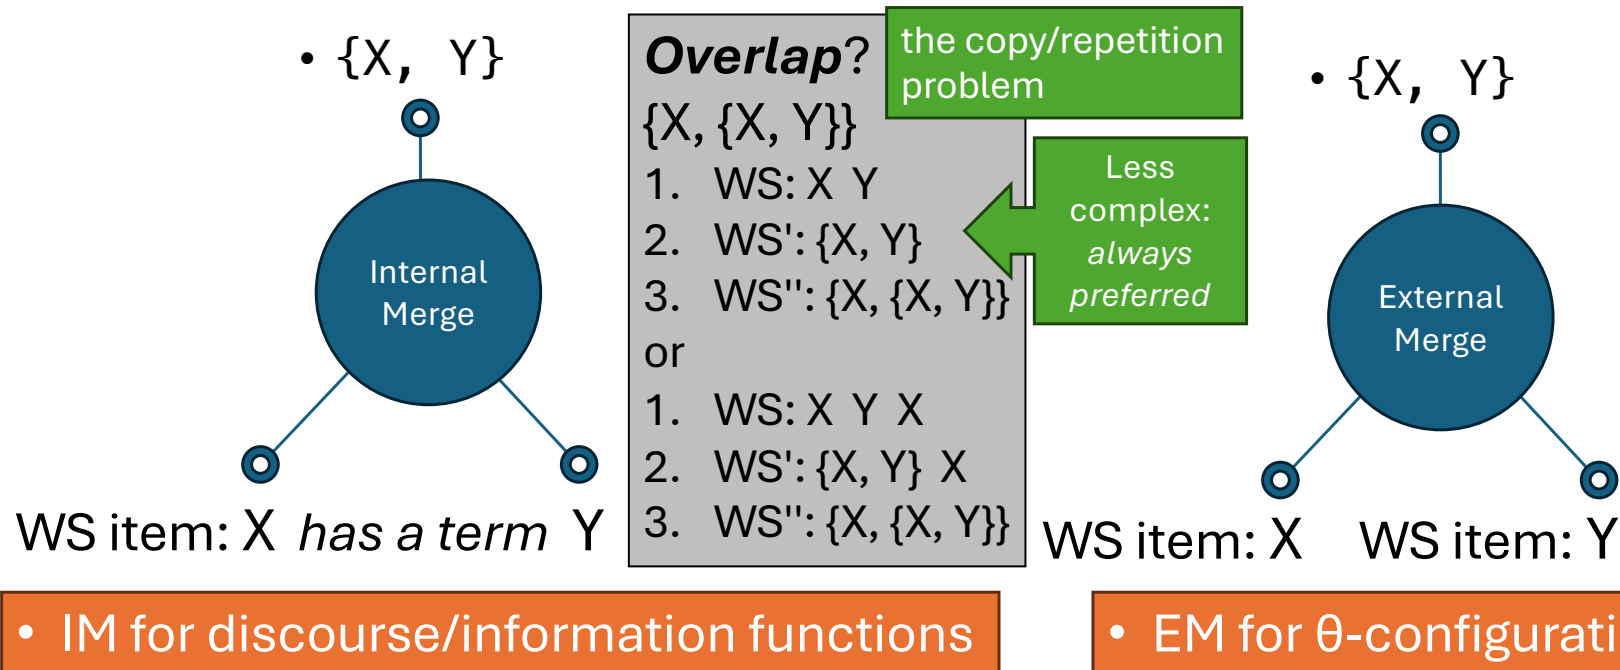 • {X, Y}
Internal
Merge
WS item: X has a term Y
• IM for discourse/information functions
Overlap?
{X, {X, Y}}
1. WS: X Y
2. WS': {X, Y}
3. WS'': {X, {X, Y}}
or
1. WS: X Y X
2. WS': {X, Y} X
3. WS'': {X, {X, Y}}
the copy/repetition
problem
Less
complex:
always
preferred
• {X, Y}
External
Merge
WS item: X WS item: Y
• EM for θ-configurati